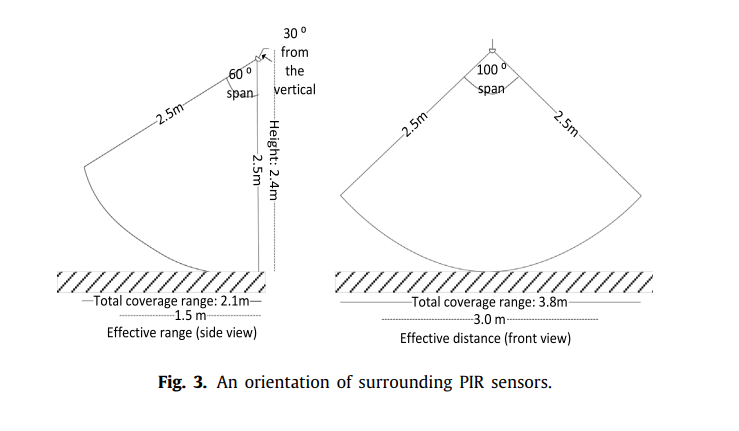 30 º
from
the
vertical
60 º
span
2.5m
2.5m
Height: 2.4m
Total coverage range: 2.1m
1.5 m
Effective range (side view)
100 º
span
2.5m
2.5m
Total coverage range: 3.8m
3.0 m
Effective distance (front view)
Fig. 3. An orientation of surrounding PIR sensors.